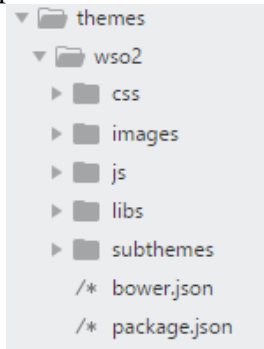 themes
wso2
css
images
js
libs
subthemes
/* bower.json
/* package.json